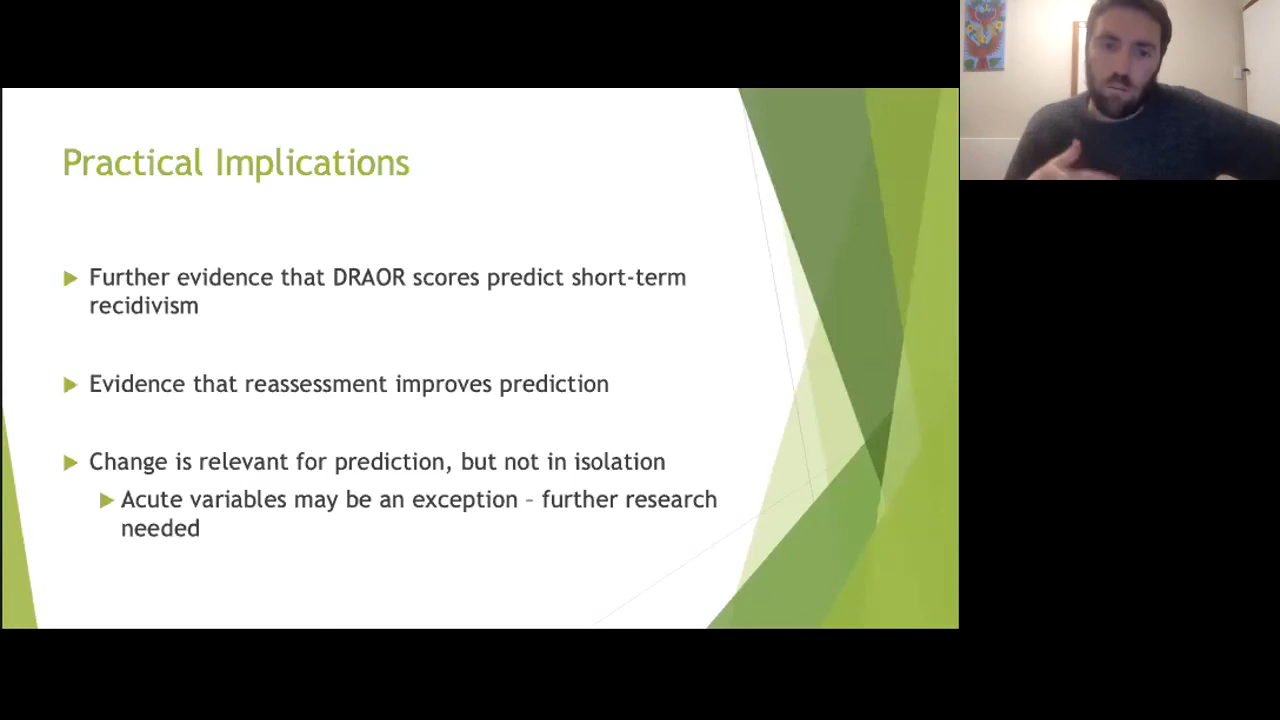 Practical Implications
Further evidence that DRAOR scores predict short-term
recidivism
Evidence that reassessment improves prediction
Change is relevant for prediction, but not in isolation
Acute variables may be an exception – further research
needed